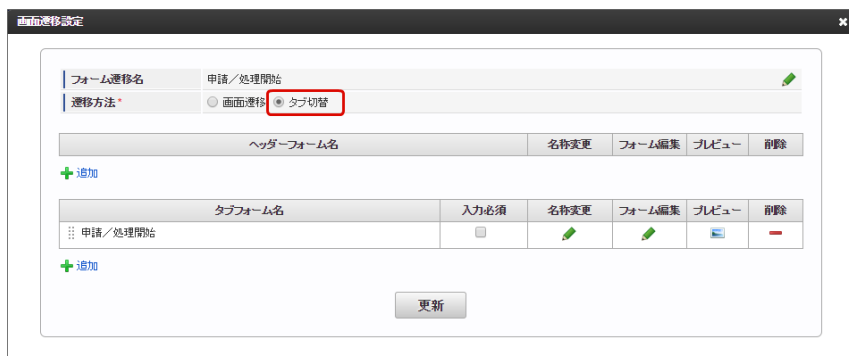 画面遷移設定
フォーム遷移名 申請／処理開始
遷移方法* 画面遷移 タブ切替
ヘッダーフォーム名 名称変更 フォーム編集 プレビュー 削除
追加
タブフォーム名 入力必須 名称変更 フォーム編集 プレビュー 削除
申請／処理開始
追加
更新